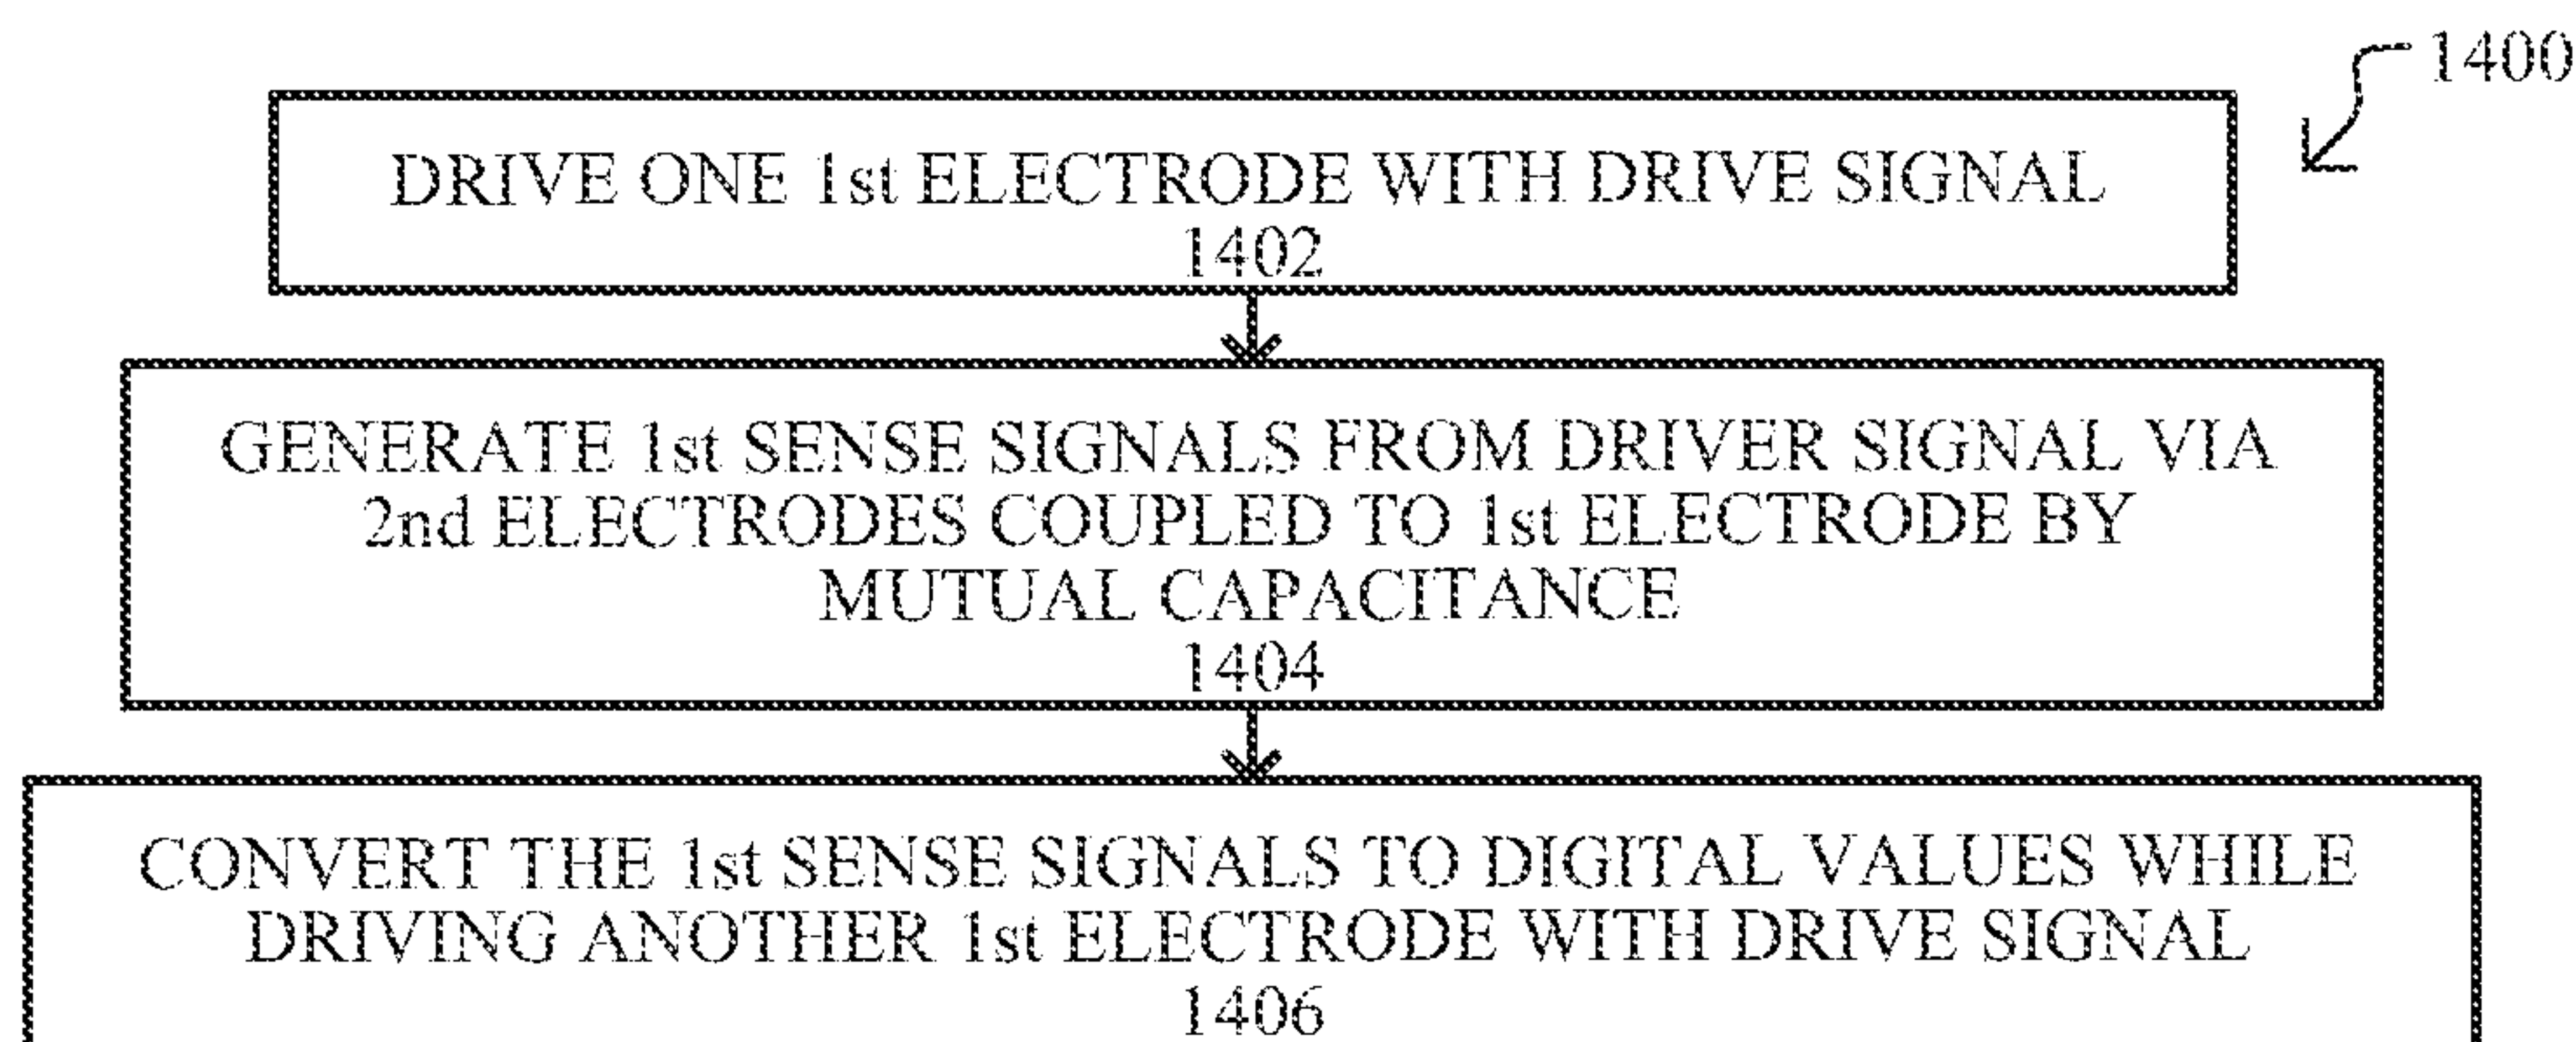 1400
DRIVE ONE 1st ELECTRODE WITH DRIVE SIGNAL
1402
GENERATE 1st SENSE SIGNALS FROM DRIVER SIGNAL VIA
2nd ELECTRODES COUPLED TO 1st ELECTRODE BY
MUTUAL CAPACITANCE
1404
CONVERT THE 1st SENSE SIGNALS TO DIGITAL VALUES WHILE
DRIVING ANOTHER 1st ELECTRODE WITH DRIVE SIGNAL
1406